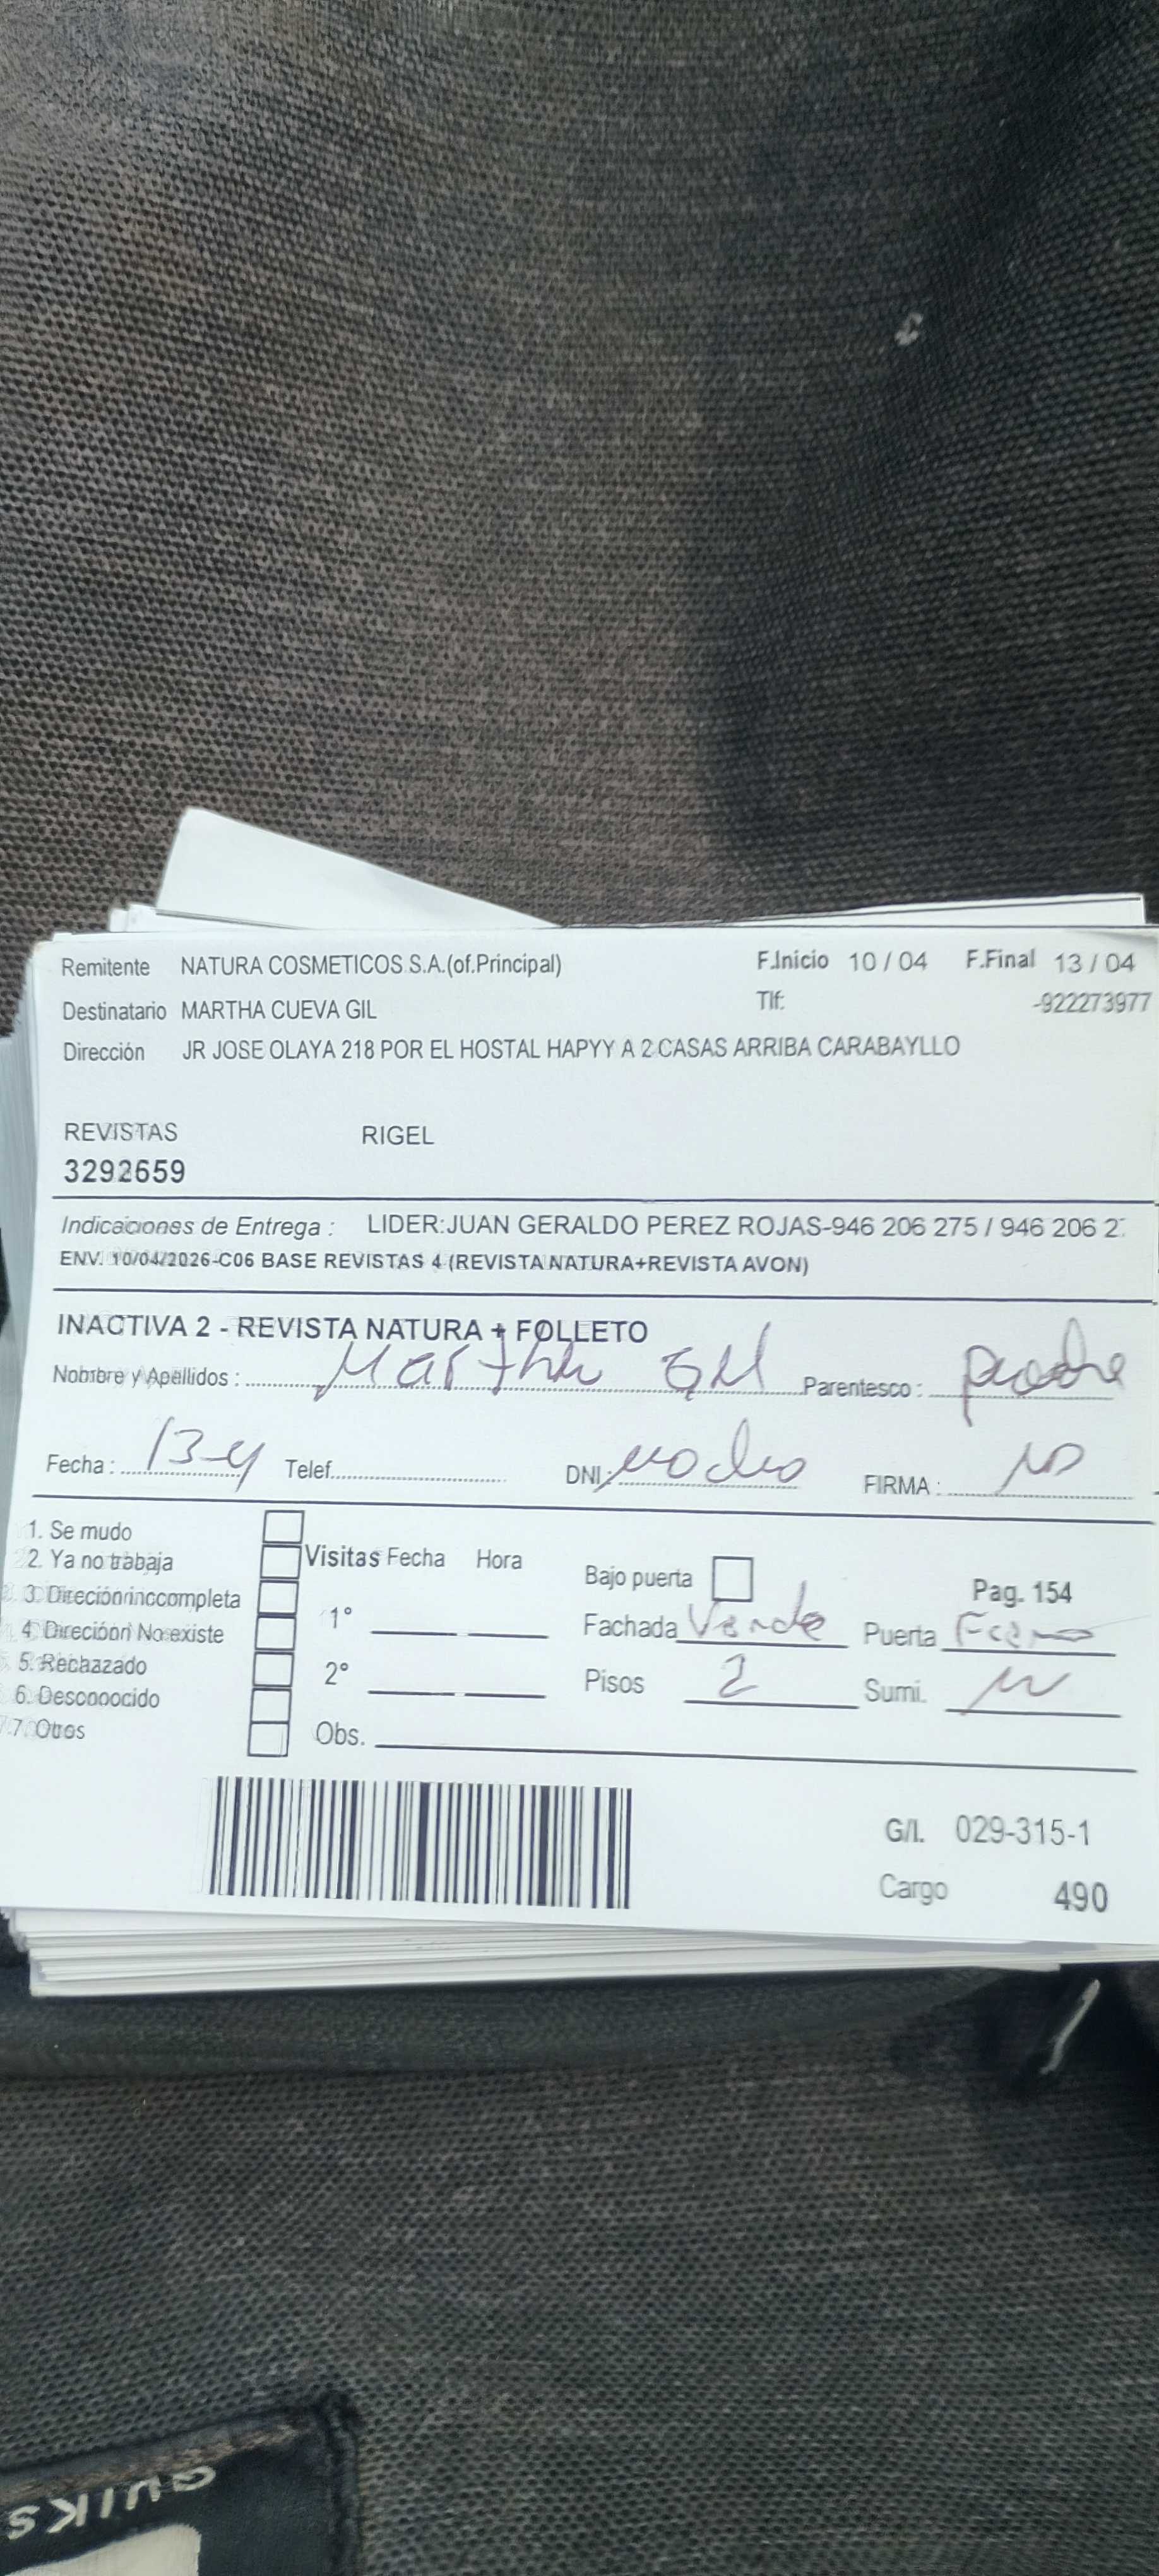 Remitente NATURA COSMETICOS S.A.(of.Principal) F.Inicio 10 / 04 F.Final 13 / 04
Destinatario MARTHA CUEVA GIL Tlf: -922273977
Dirección JR JOSE OLAYA 218 POR EL HOSTAL HAPYY A 2 CASAS ARRIBA CARABAYLLO
REVISTAS RIGEL
3292659
Indicaciones de Entrega : LIDER:JUAN GERALDO PEREZ ROJAS-946 206 275 / 946 206 2
ENV. 10/04/2026-C06 BASE REVISTAS 4 (REVISTA NATURA+REVISTA AVON)
INACTIVA 2 - REVISTA NATURA + FOLLETO
Nombre y Apellidos : Martha Gil Parentesco :
Fecha : 13-4 Telef. DNI: FIRMA :
1. Se mudo
2. Ya no trabaja Visitas Fecha Hora Bajo puerta Pag. 154
3. Direción inccompleta
4. Direción No existe 1° Fachada Verde Puerta
5. Rechazado
6. Desconocido 2° Pisos 2 Sumi.
7. Otros Obs.
G/I. 029-315-1
Cargo 490
QUIKS